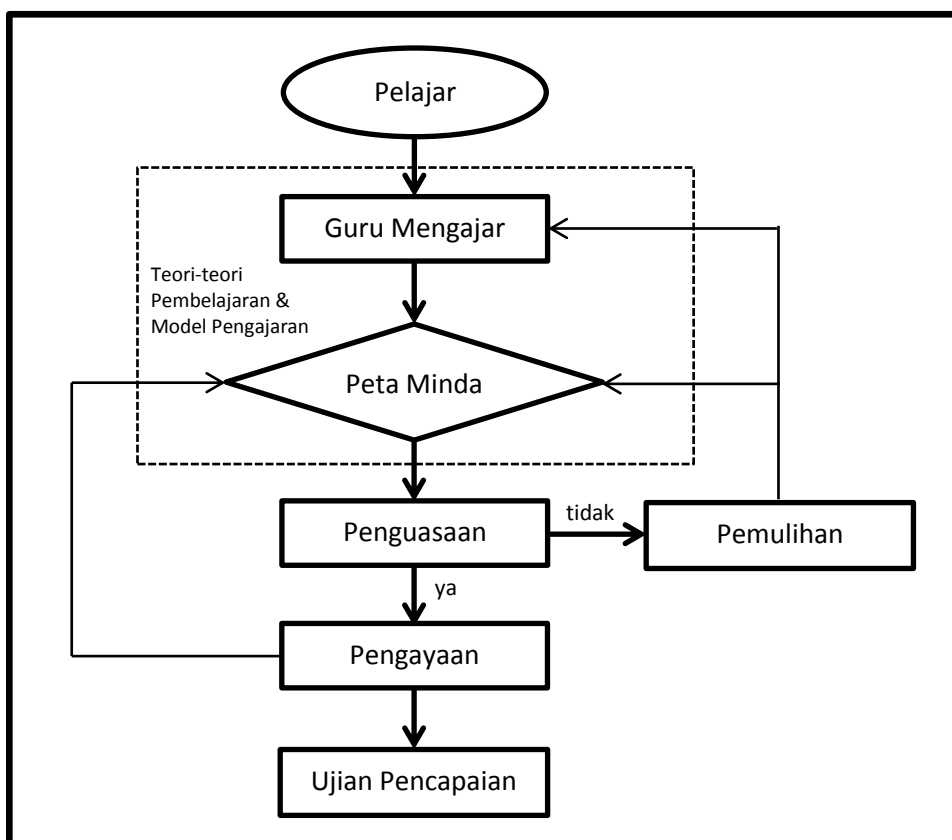 Pelajar
Guru Mengajar
Teori-teori
Pembelajaran &
Model Pengajaran
Peta Minda
Penguasaan
tidak
Pemulihan
ya
Pengayaan
Ujian Pencapaian